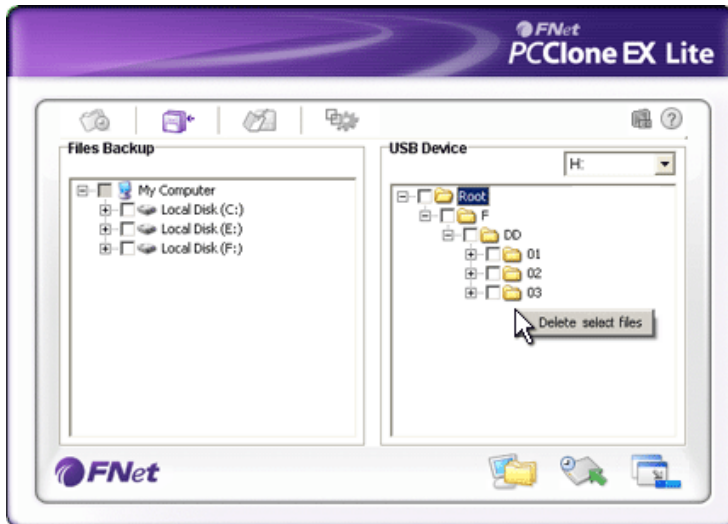 FNet
PCClone EX Lite
Files Backup
My Computer
Local Disk (C:)
Local Disk (E:)
Local Disk (F:)
USB Device
H:
Root
F
DD
01
02
03
Delete select files
FNet